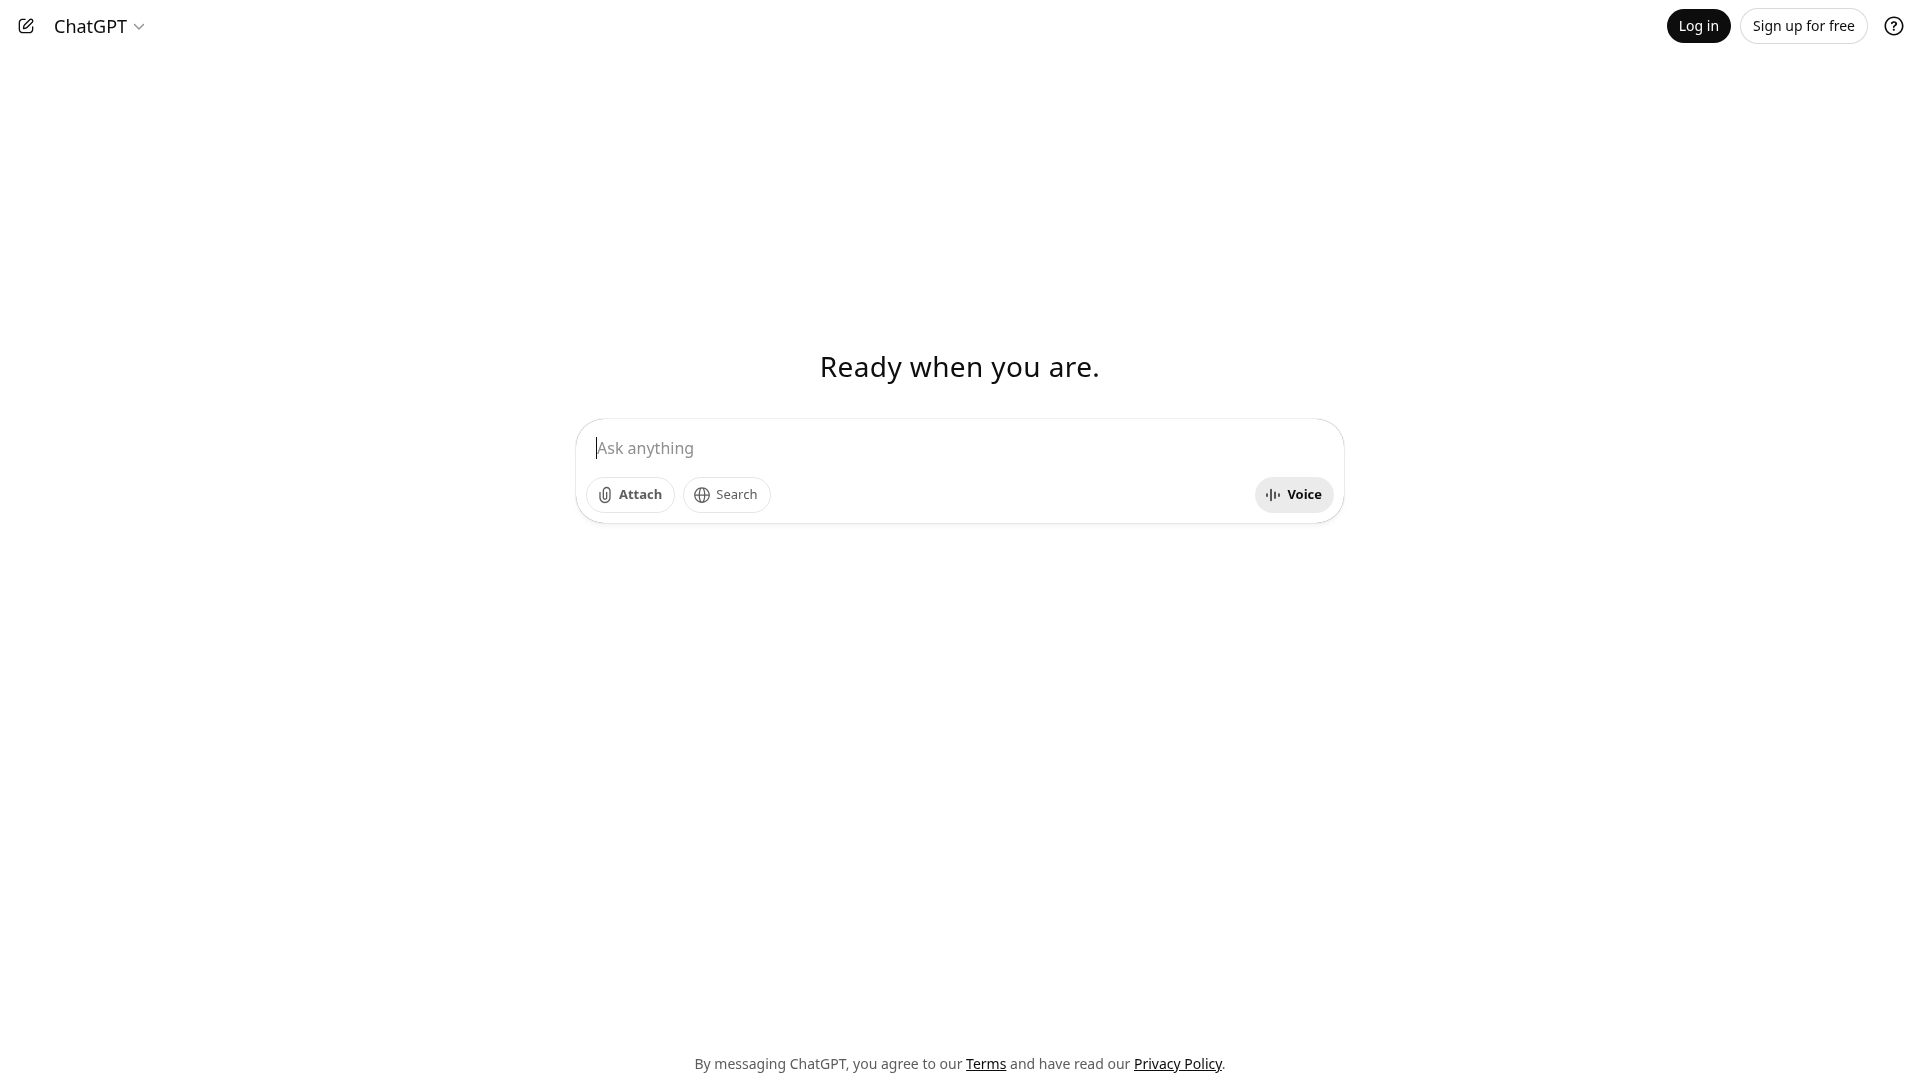 ChatGPT
Log in
Sign up for free
Ready when you are.
Ask anything
Attach
Search
Voice
By messaging ChatGPT, you agree to our Terms and have read our Privacy Policy.